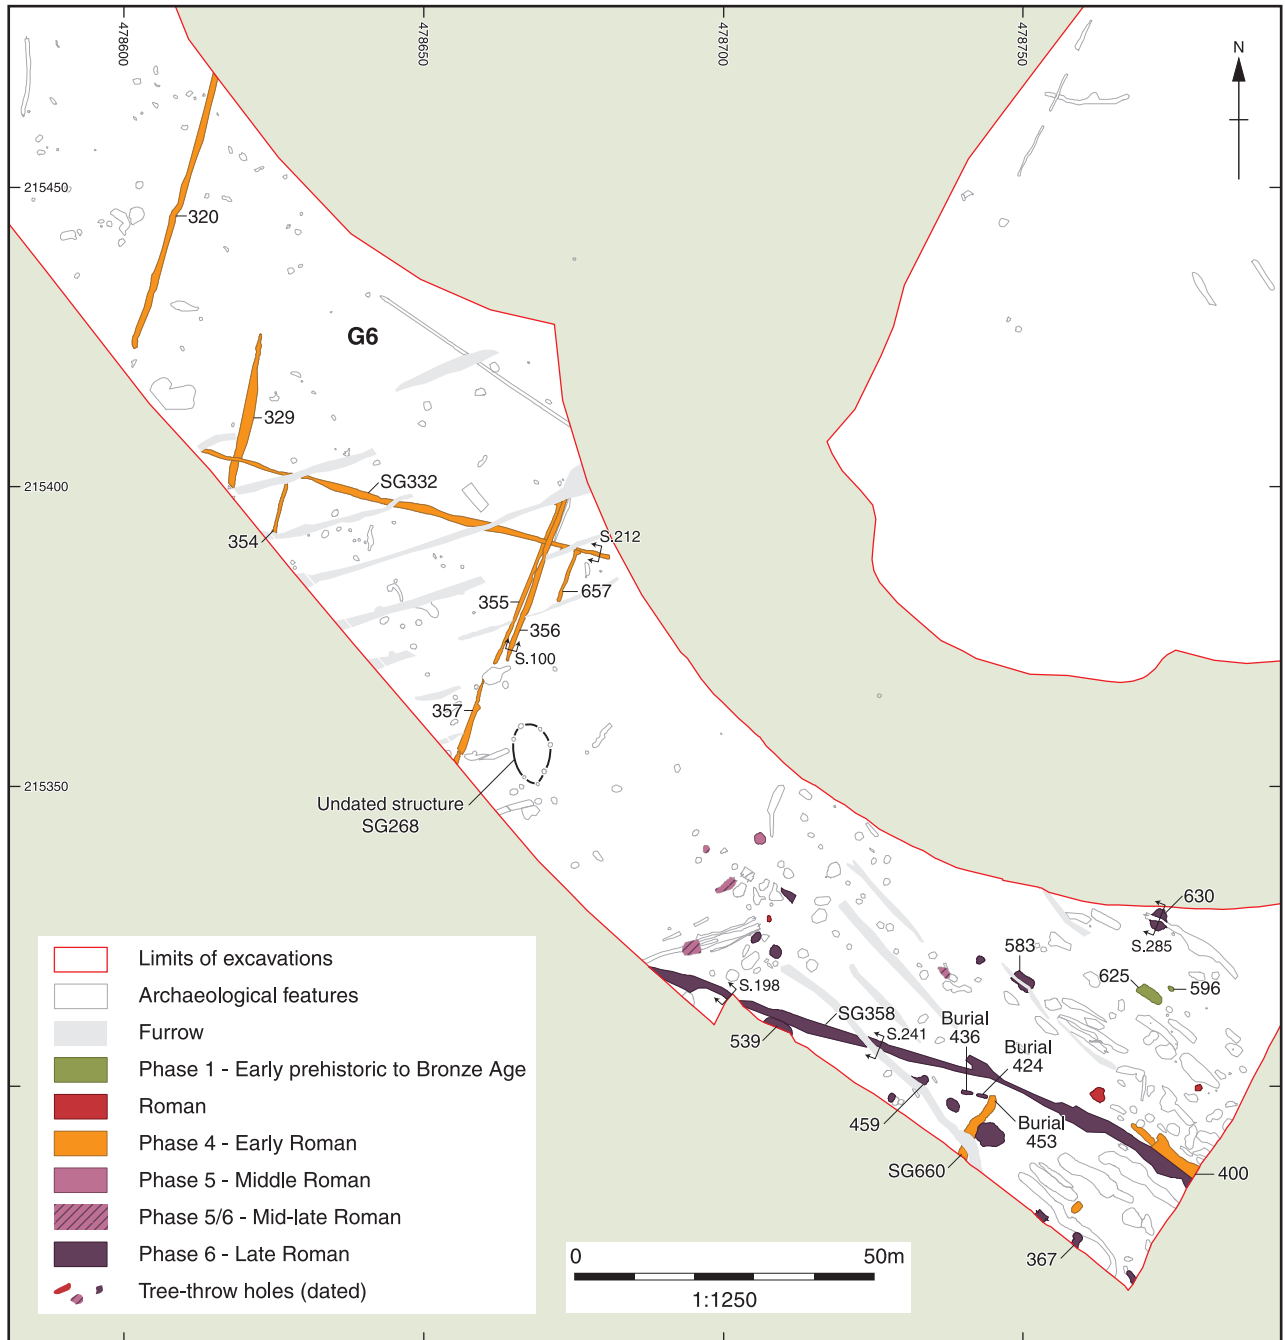 478600
478650
478700
478750
N
215450
320
G6
329
215400
SG332
354
S.212
355
657
356
S.100
357
215350
Undated structure
SG268
630
S.285
583
625
596
S.198
SG358
S.241
Burial
436
539
Burial
424
459
Burial
453
SG660
400
367
Limits of excavations
Archaeological features
Furrow
Phase 1 - Early prehistoric to Bronze Age
Roman
Phase 4 - Early Roman
Phase 5 - Middle Roman
Phase 5/6 - Mid-late Roman
Phase 6 - Late Roman
Tree-throw holes (dated)
0 50m
1:1250